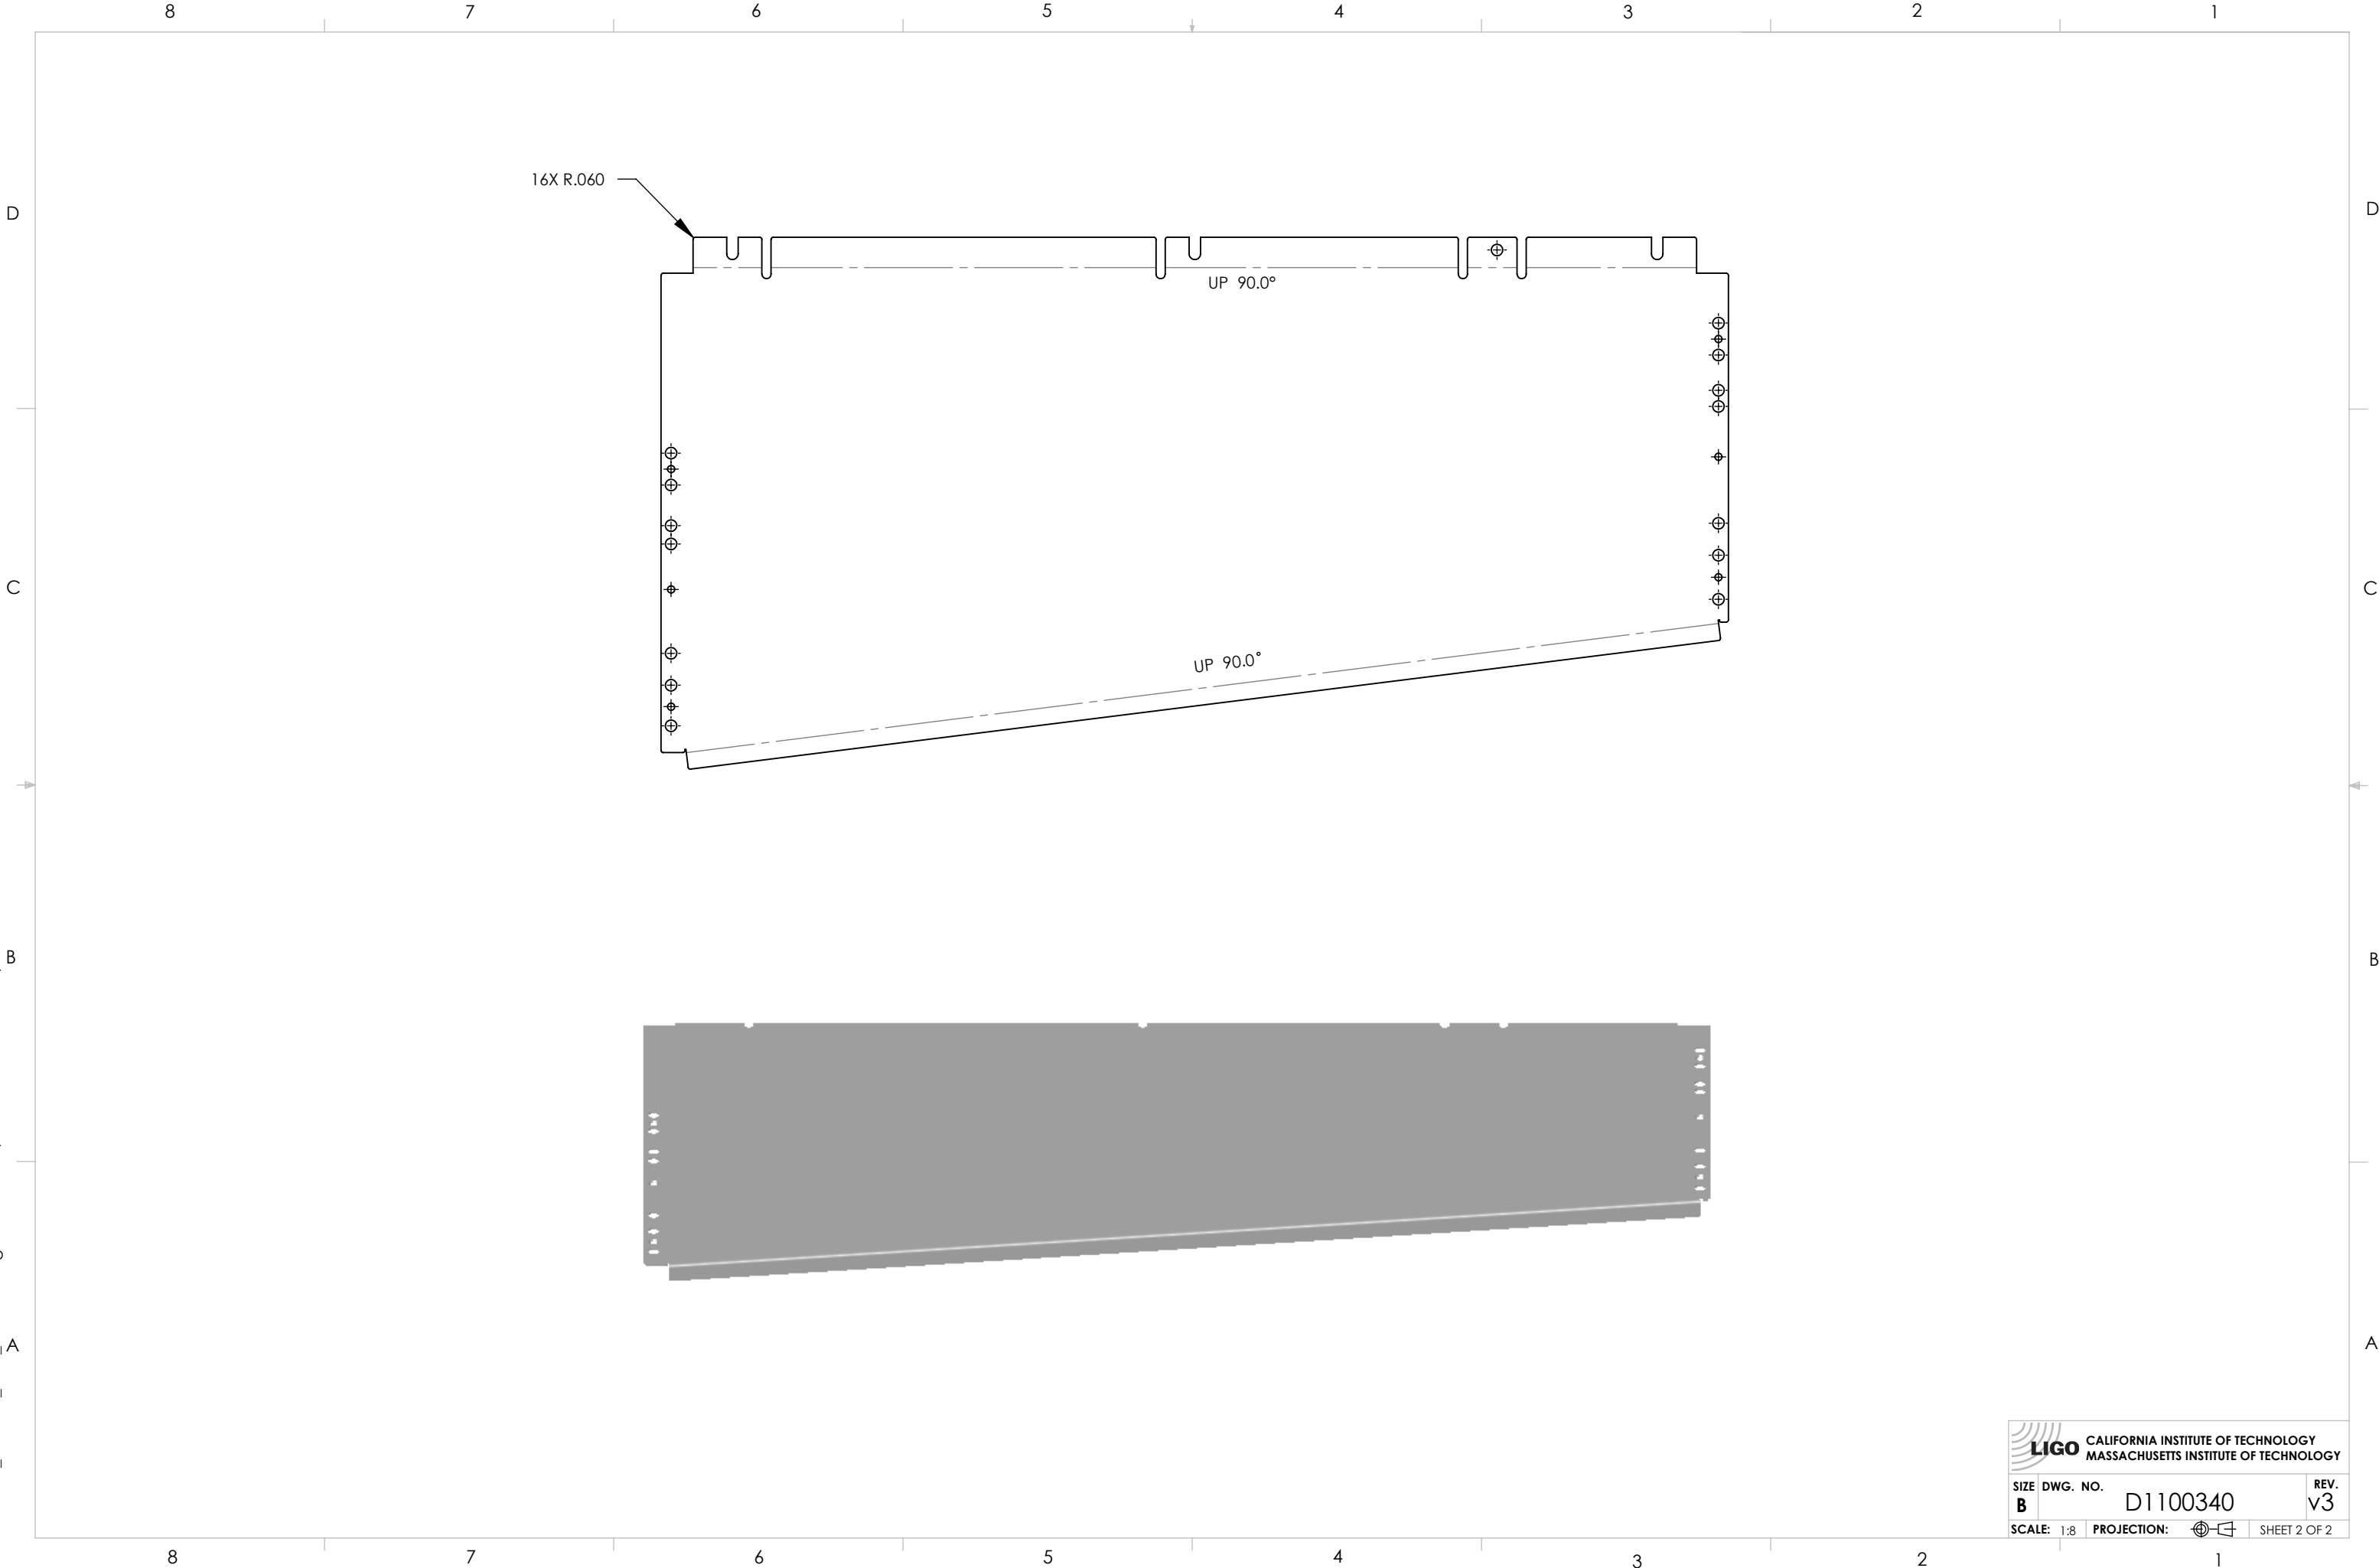 8 7 6 5 4 3 2 1
16X R.060
D D
UP 90.0°
C C
UP 90.0°
B B
A A
LIGO
CALIFORNIA INSTITUTE OF TECHNOLOGY
MASSACHUSETTS INSTITUTE OF TECHNOLOGY
SIZE DWG. NO. REV.
B D1100340 v3
SCALE: 1:8 PROJECTION: SHEET 2 OF 2
8 7 6 5 4 3 2 1